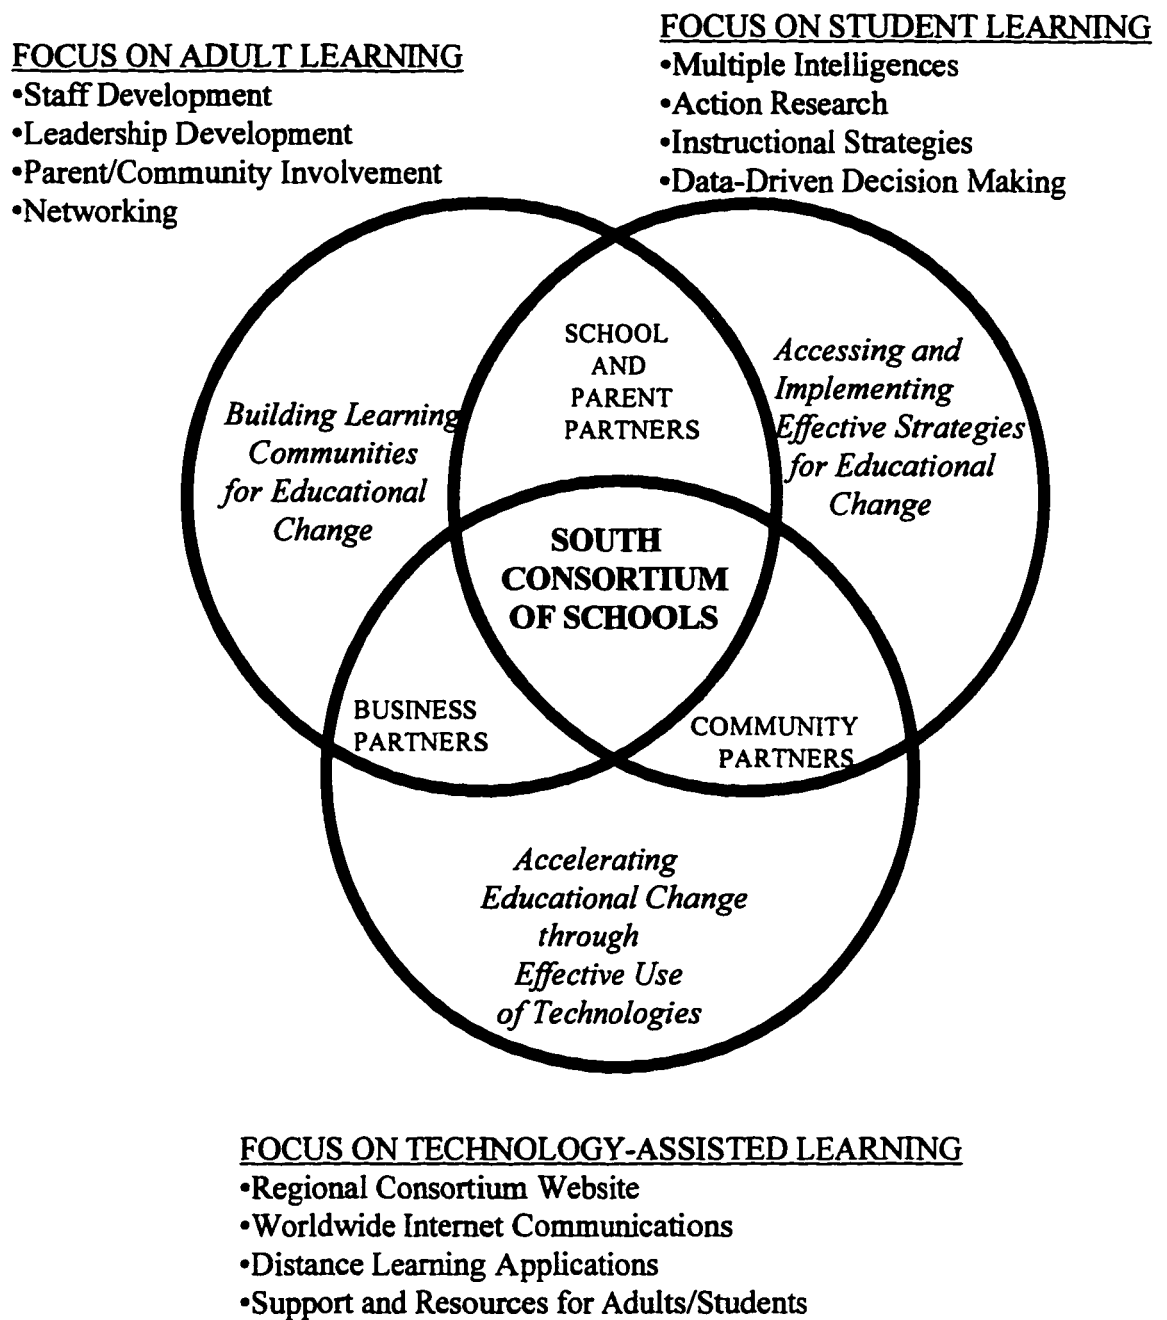 FOCUS ON ADULT LEARNING
•Staff Development
•Leadership Development
•Parent/Community Involvement
•Networking
FOCUS ON STUDENT LEARNING
•Multiple Intelligences
•Action Research
•Instructional Strategies
•Data-Driven Decision Making
Building Learning
Communities
for Educational
Change
SCHOOL
AND
PARENT
PARTNERS
Accessing and
Implementing
Effective Strategies
for Educational
Change
SOUTH
CONSORTIUM
OF SCHOOLS
BUSINESS
PARTNERS
COMMUNITY
PARTNERS
Accelerating
Educational Change
through
Effective Use
of Technologies
FOCUS ON TECHNOLOGY-ASSISTED LEARNING
•Regional Consortium Website
•Worldwide Internet Communications
•Distance Learning Applications
•Support and Resources for Adults/Students